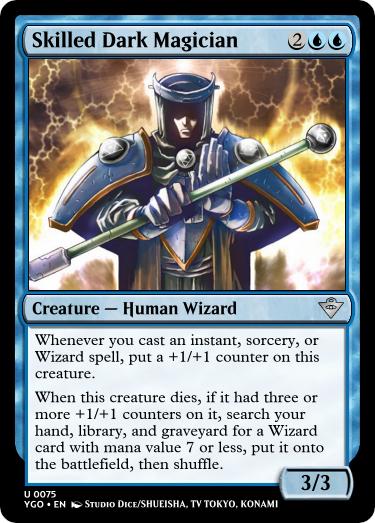 Skilled Dark Magician 2
Creature — Human Wizard
Whenever you cast an instant, sorcery, or
Wizard spell, put a +1/+1 counter on this
creature.
When this creature dies, if it had three or
more +1/+1 counters on it, search your
hand, library, and graveyard for a Wizard
card with mana value 7 or less, put it onto
the battlefield, then shuffle.
3/3
U 0075
YGO • EN Studio Dice/SHUEISHA, TV TOKYO, KONAMI